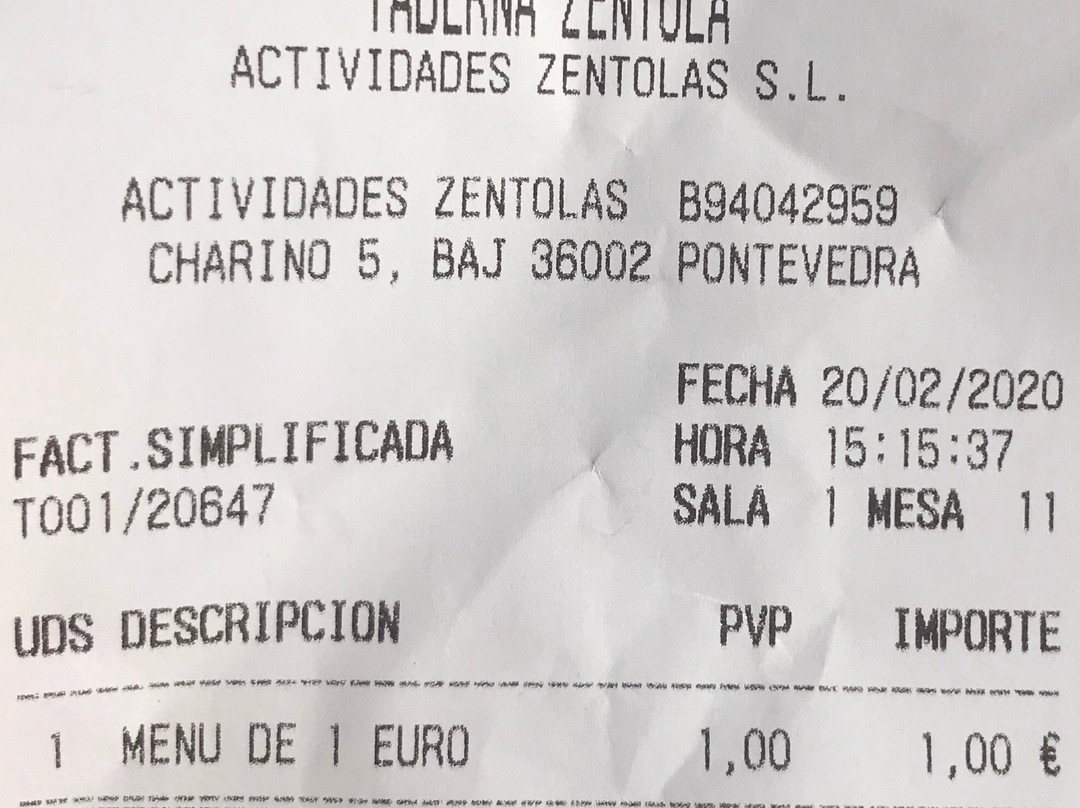 TABERNA ZENTOLA
ACTIVIDADES ZENTOLAS S.L.
ACTIVIDADES ZENTOLAS B94042959
CHARINO 5, BAJ 36002 PONTEVEDRA
FECHA 20/02/2020
FACT.SIMPLIFICADA HORA 15:15:37
T001/20647 SALA 1 MESA 11
UDS DESCRIPCION PVP IMPORTE
1 MENU DE 1 EURO 1,00 1,00 €